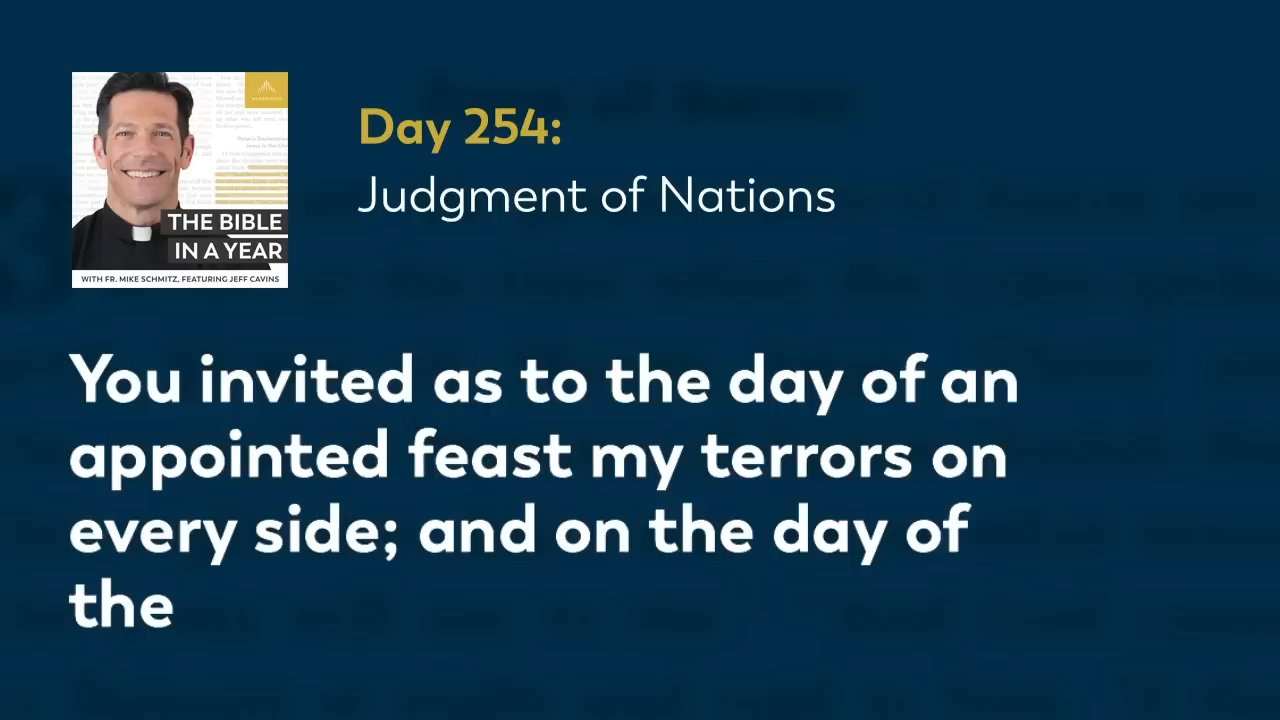 Day 254:
Judgment of Nations
THE BIBLE
IN A YEAR
WITH FR. MIKE SCHMITZ, FEATURING JEFF CAVINS
You invited as to the day of an
appointed feast my terrors on
every side; and on the day of
the